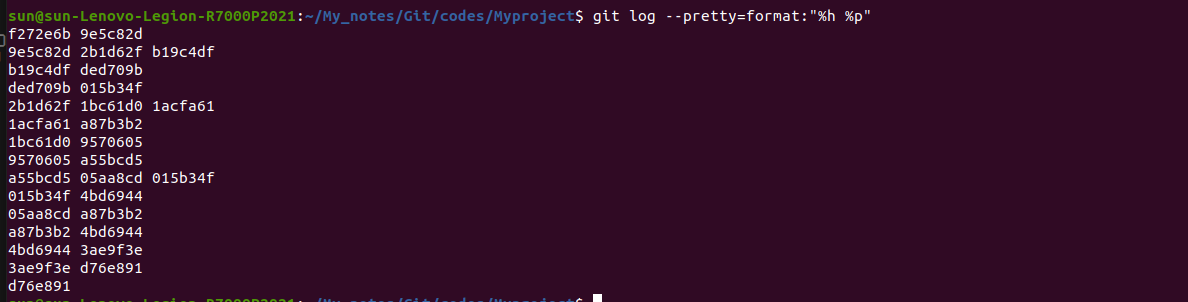 sun@sun-Lenovo-Legion-R7000P2021:~/My_notes/Git/codes/Myproject$ git log --pretty=format:"%h %p"
f272e6b 9e5c82d
9e5c82d 2b1d62f b19c4df
b19c4df ded709b
ded709b 015b34f
2b1d62f 1bc61d0 1acfa61
1acfa61 a87b3b2
1bc61d0 9570605
9570605 a55bcd5
a55bcd5 05aa8cd 015b34f
015b34f 4bd6944
05aa8cd a87b3b2
a87b3b2 4bd6944
4bd6944 3ae9f3e
3ae9f3e d76e891
d76e891
sun@sun-Lenovo-Legion-R7000P2021:~/My_notes/Git/codes/Myproject$